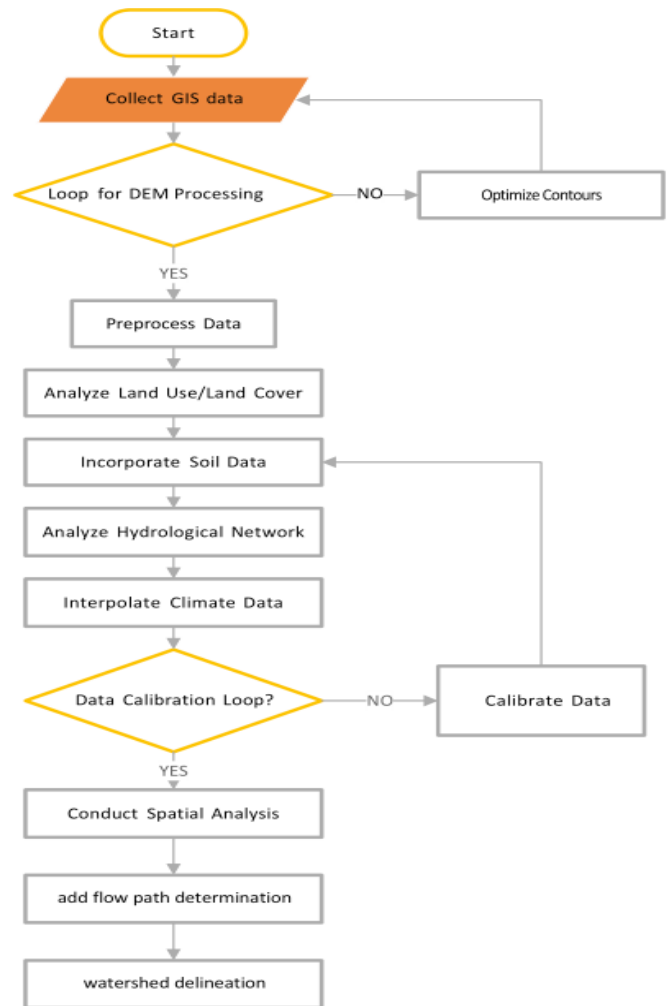 Start
Collect GIS data
Loop for DEM Processing
NO
Optimize Contours
YES
Preprocess Data
Analyze Land Use/Land Cover
Incorporate Soil Data
Analyze Hydrological Network
Interpolate Climate Data
Data Calibration Loop?
NO
Calibrate Data
YES
Conduct Spatial Analysis
add flow path determination
watershed delineation